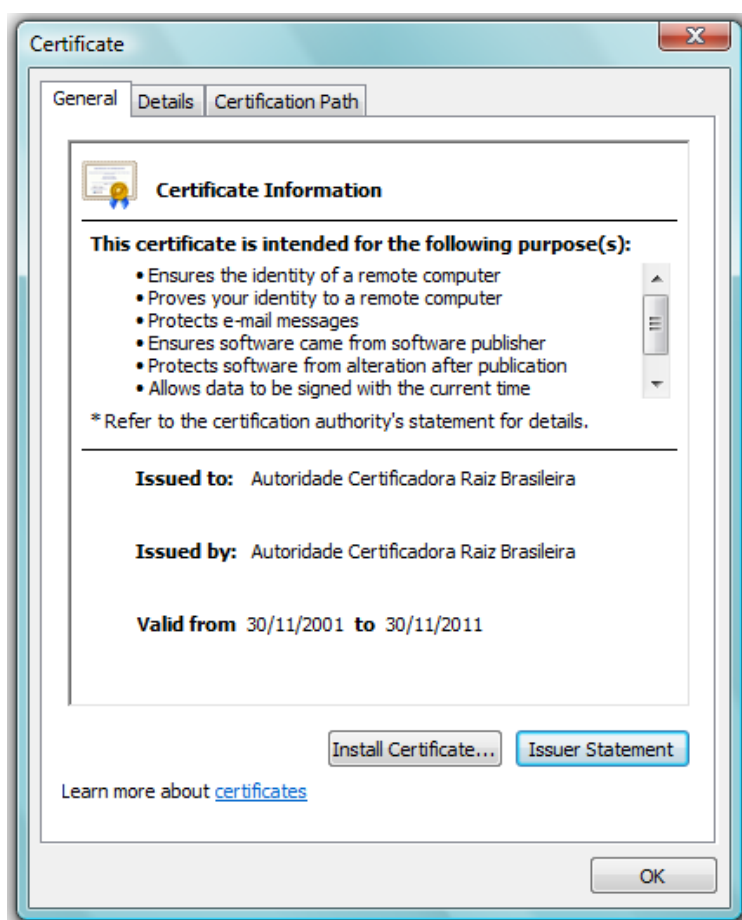 Certificate
General Details Certification Path
Certificate Information
This certificate is intended for the following purpose(s):
• Ensures the identity of a remote computer
• Proves your identity to a remote computer
• Protects e-mail messages
• Ensures software came from software publisher
• Protects software from alteration after publication
• Allows data to be signed with the current time
* Refer to the certification authority's statement for details.
Issued to: Autoridade Certificadora Raiz Brasileira
Issued by: Autoridade Certificadora Raiz Brasileira
Valid from 30/11/2001 to 30/11/2011
Install Certificate... Issuer Statement
Learn more about certificates
OK